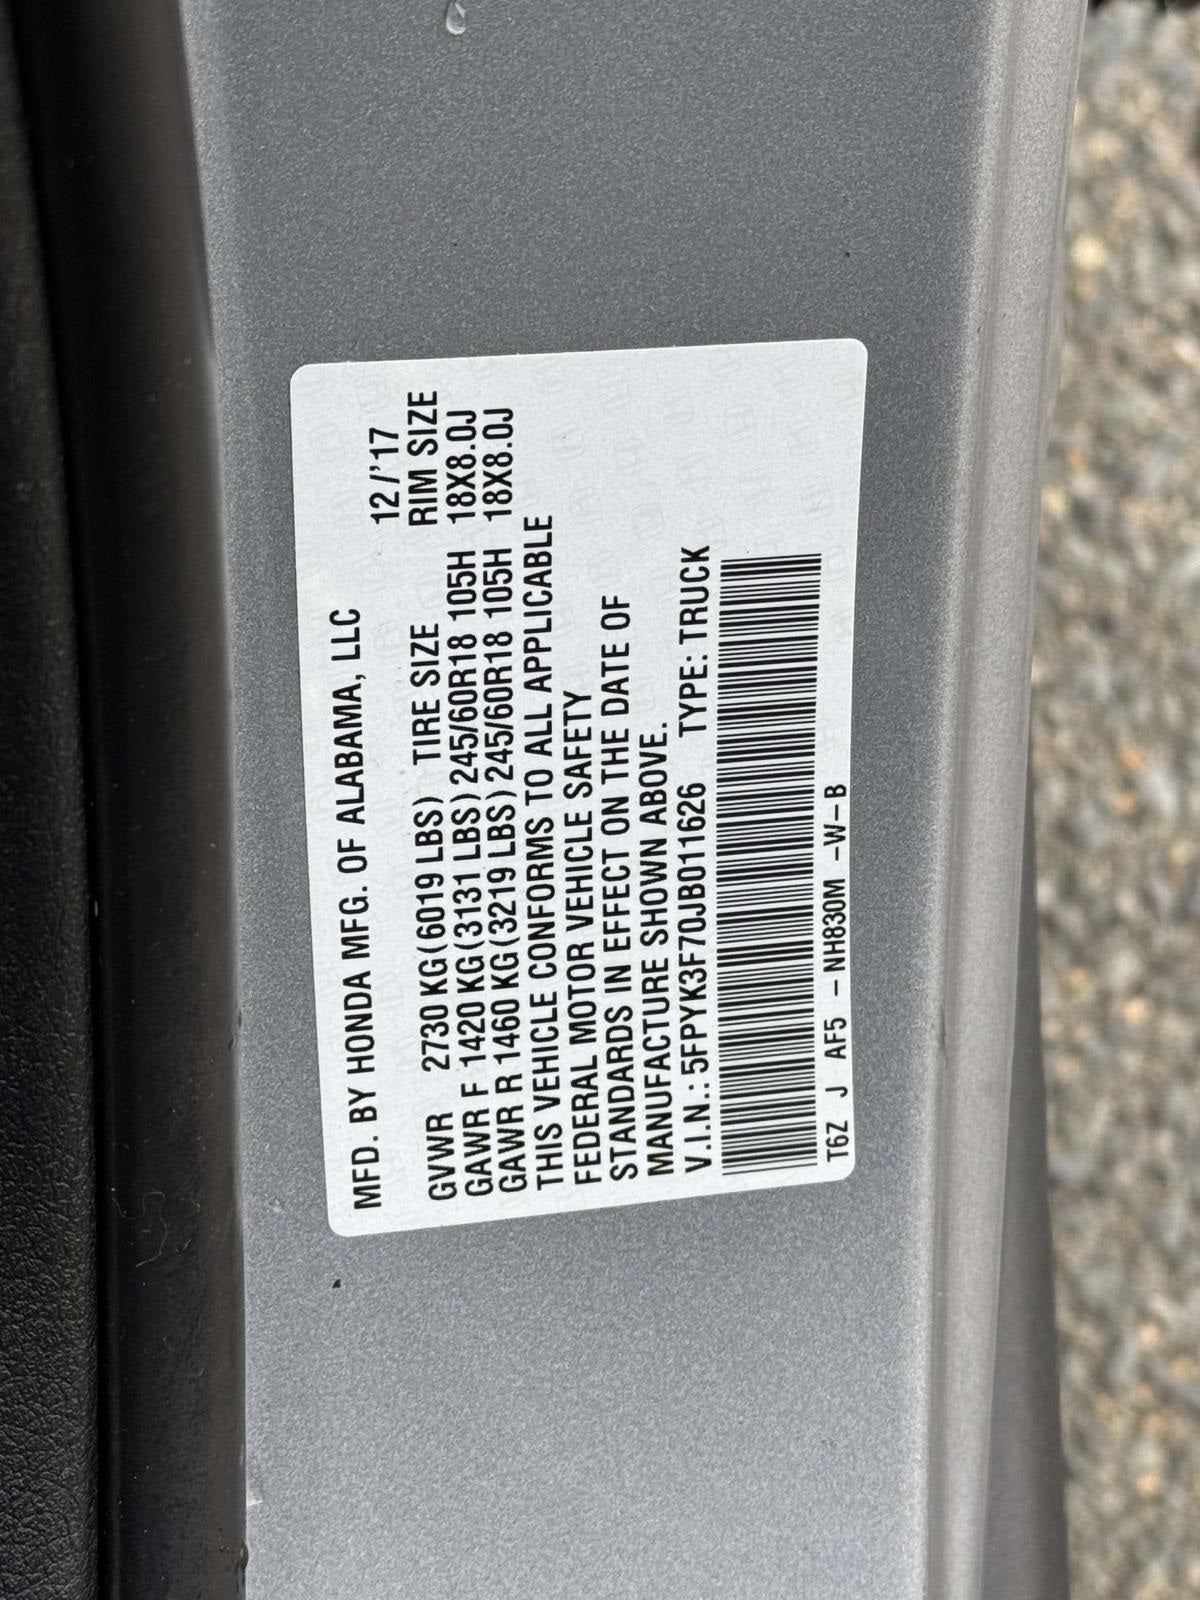 MFD. BY HONDA MFG. OF ALABAMA, LLC
12/'17
GVWR 2730 KG(6019 LBS) TIRE SIZE RIM SIZE
GAWR F 1420 KG(3131 LBS) 245/60R18 105H 18X8.0J
GAWR R 1460 KG(3219 LBS) 245/60R18 105H 18X8.0J
THIS VEHICLE CONFORMS TO ALL APPLICABLE
FEDERAL MOTOR VEHICLE SAFETY
STANDARDS IN EFFECT ON THE DATE OF
MANUFACTURE SHOWN ABOVE.
V.I.N.: 5FPYK3F70JB011626 TYPE: TRUCK
T6Z J AF5 - NH830M -W-B